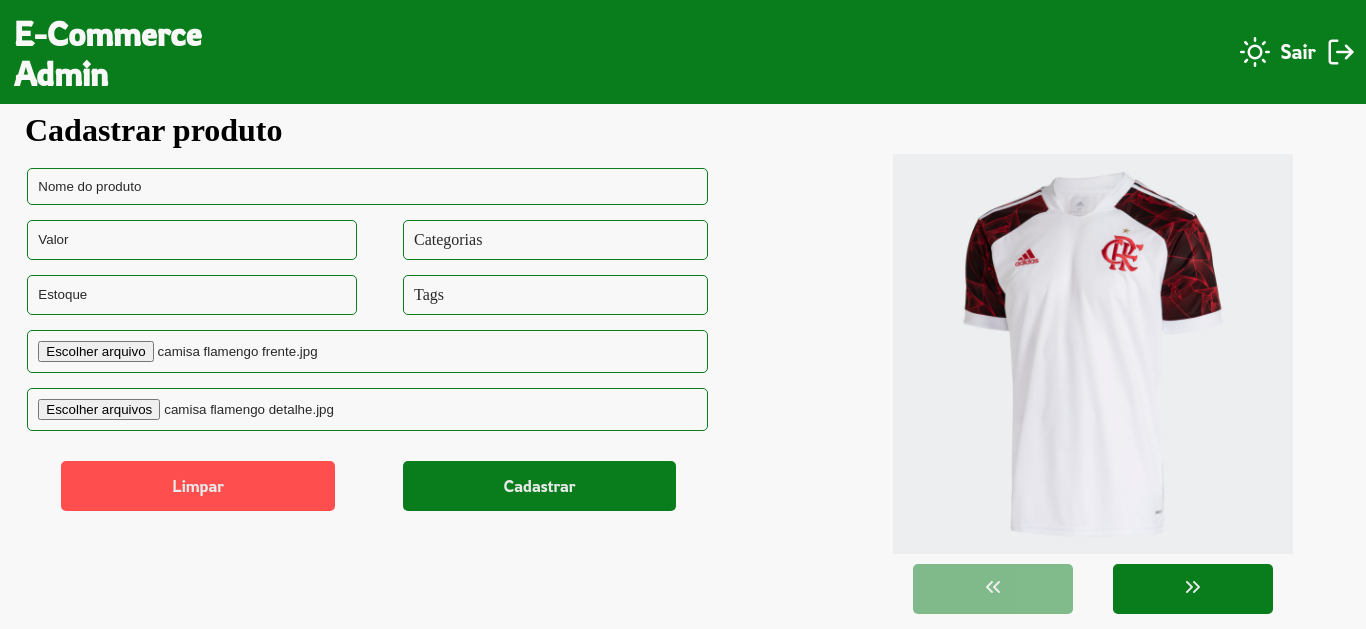 E-Commerce
Admin
Sair
Cadastrar produto
Nome do produto
Valor
Categorias
Estoque
Tags
Escolher arquivo camisa flamengo frente.jpg
Escolher arquivos camisa flamengo detalhe.jpg
Limpar
Cadastrar
adidas